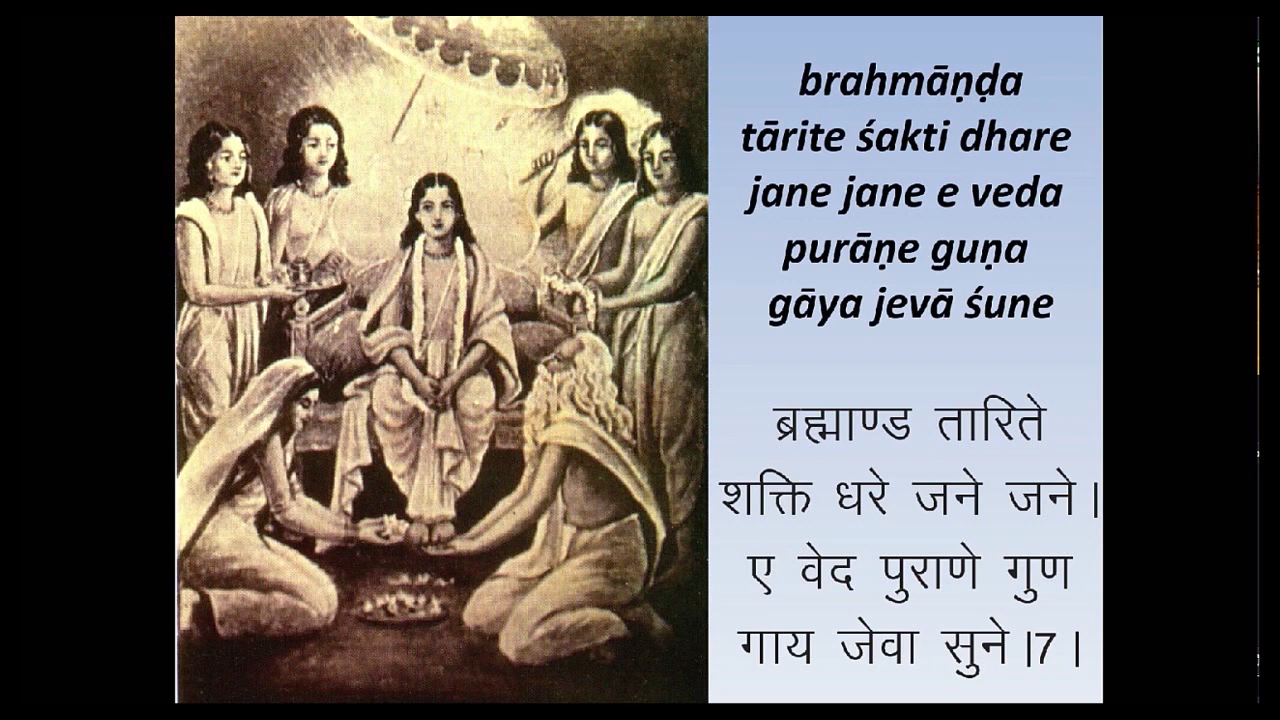 brahmāṇḍa
tārite śakti dhare
jane jane e veda
purāṇe guṇa
gāya jevā śune
ब्रह्माण्ड तारिते
शक्ति धरे जने जने।
ए वेद पुराणे गुण
गाय जेवा सुने।7।